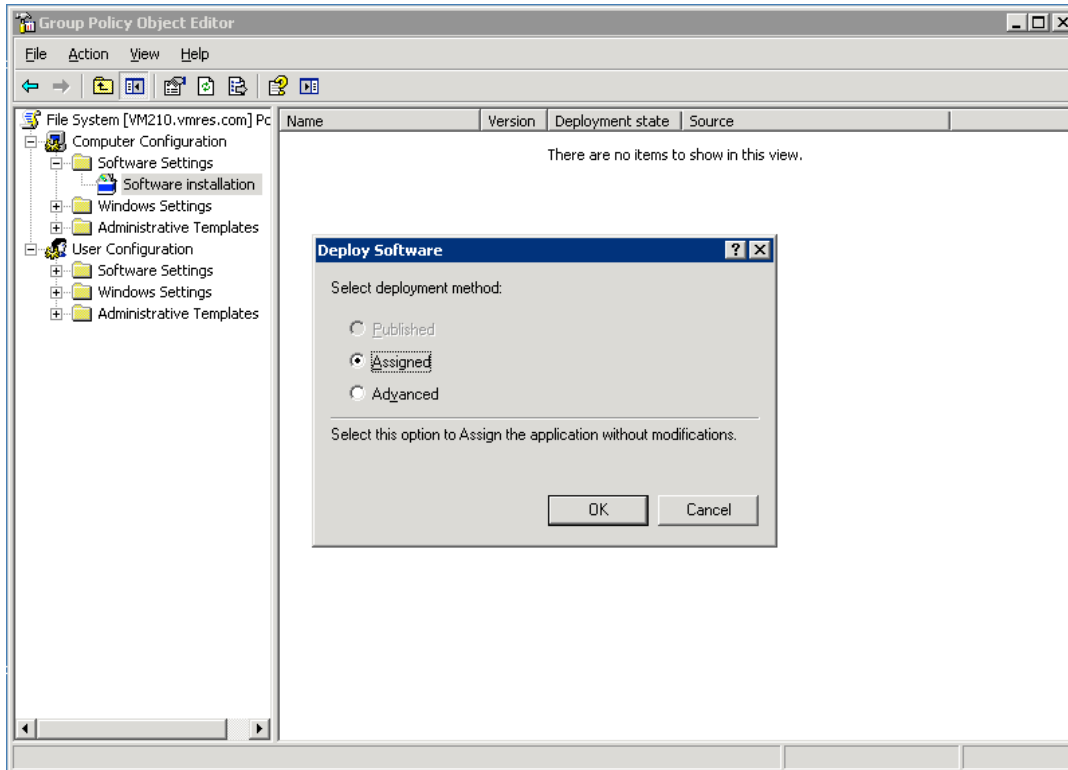 Group Policy Object Editor
File Action View Help
File System [VM210.vmres.com] Pc
Computer Configuration
Software Settings
Software installation
Windows Settings
Administrative Templates
User Configuration
Software Settings
Windows Settings
Administrative Templates
Name Version Deployment state Source
There are no items to show in this view.
Deploy Software
Select deployment method:
Published
Assigned
Advanced
Select this option to Assign the application without modifications.
OK Cancel